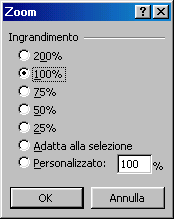 Zoom
Ingrandimento
200%
100%
75%
50%
25%
Adatta alla selezione
Personalizzato: 100 %
OK Annulla